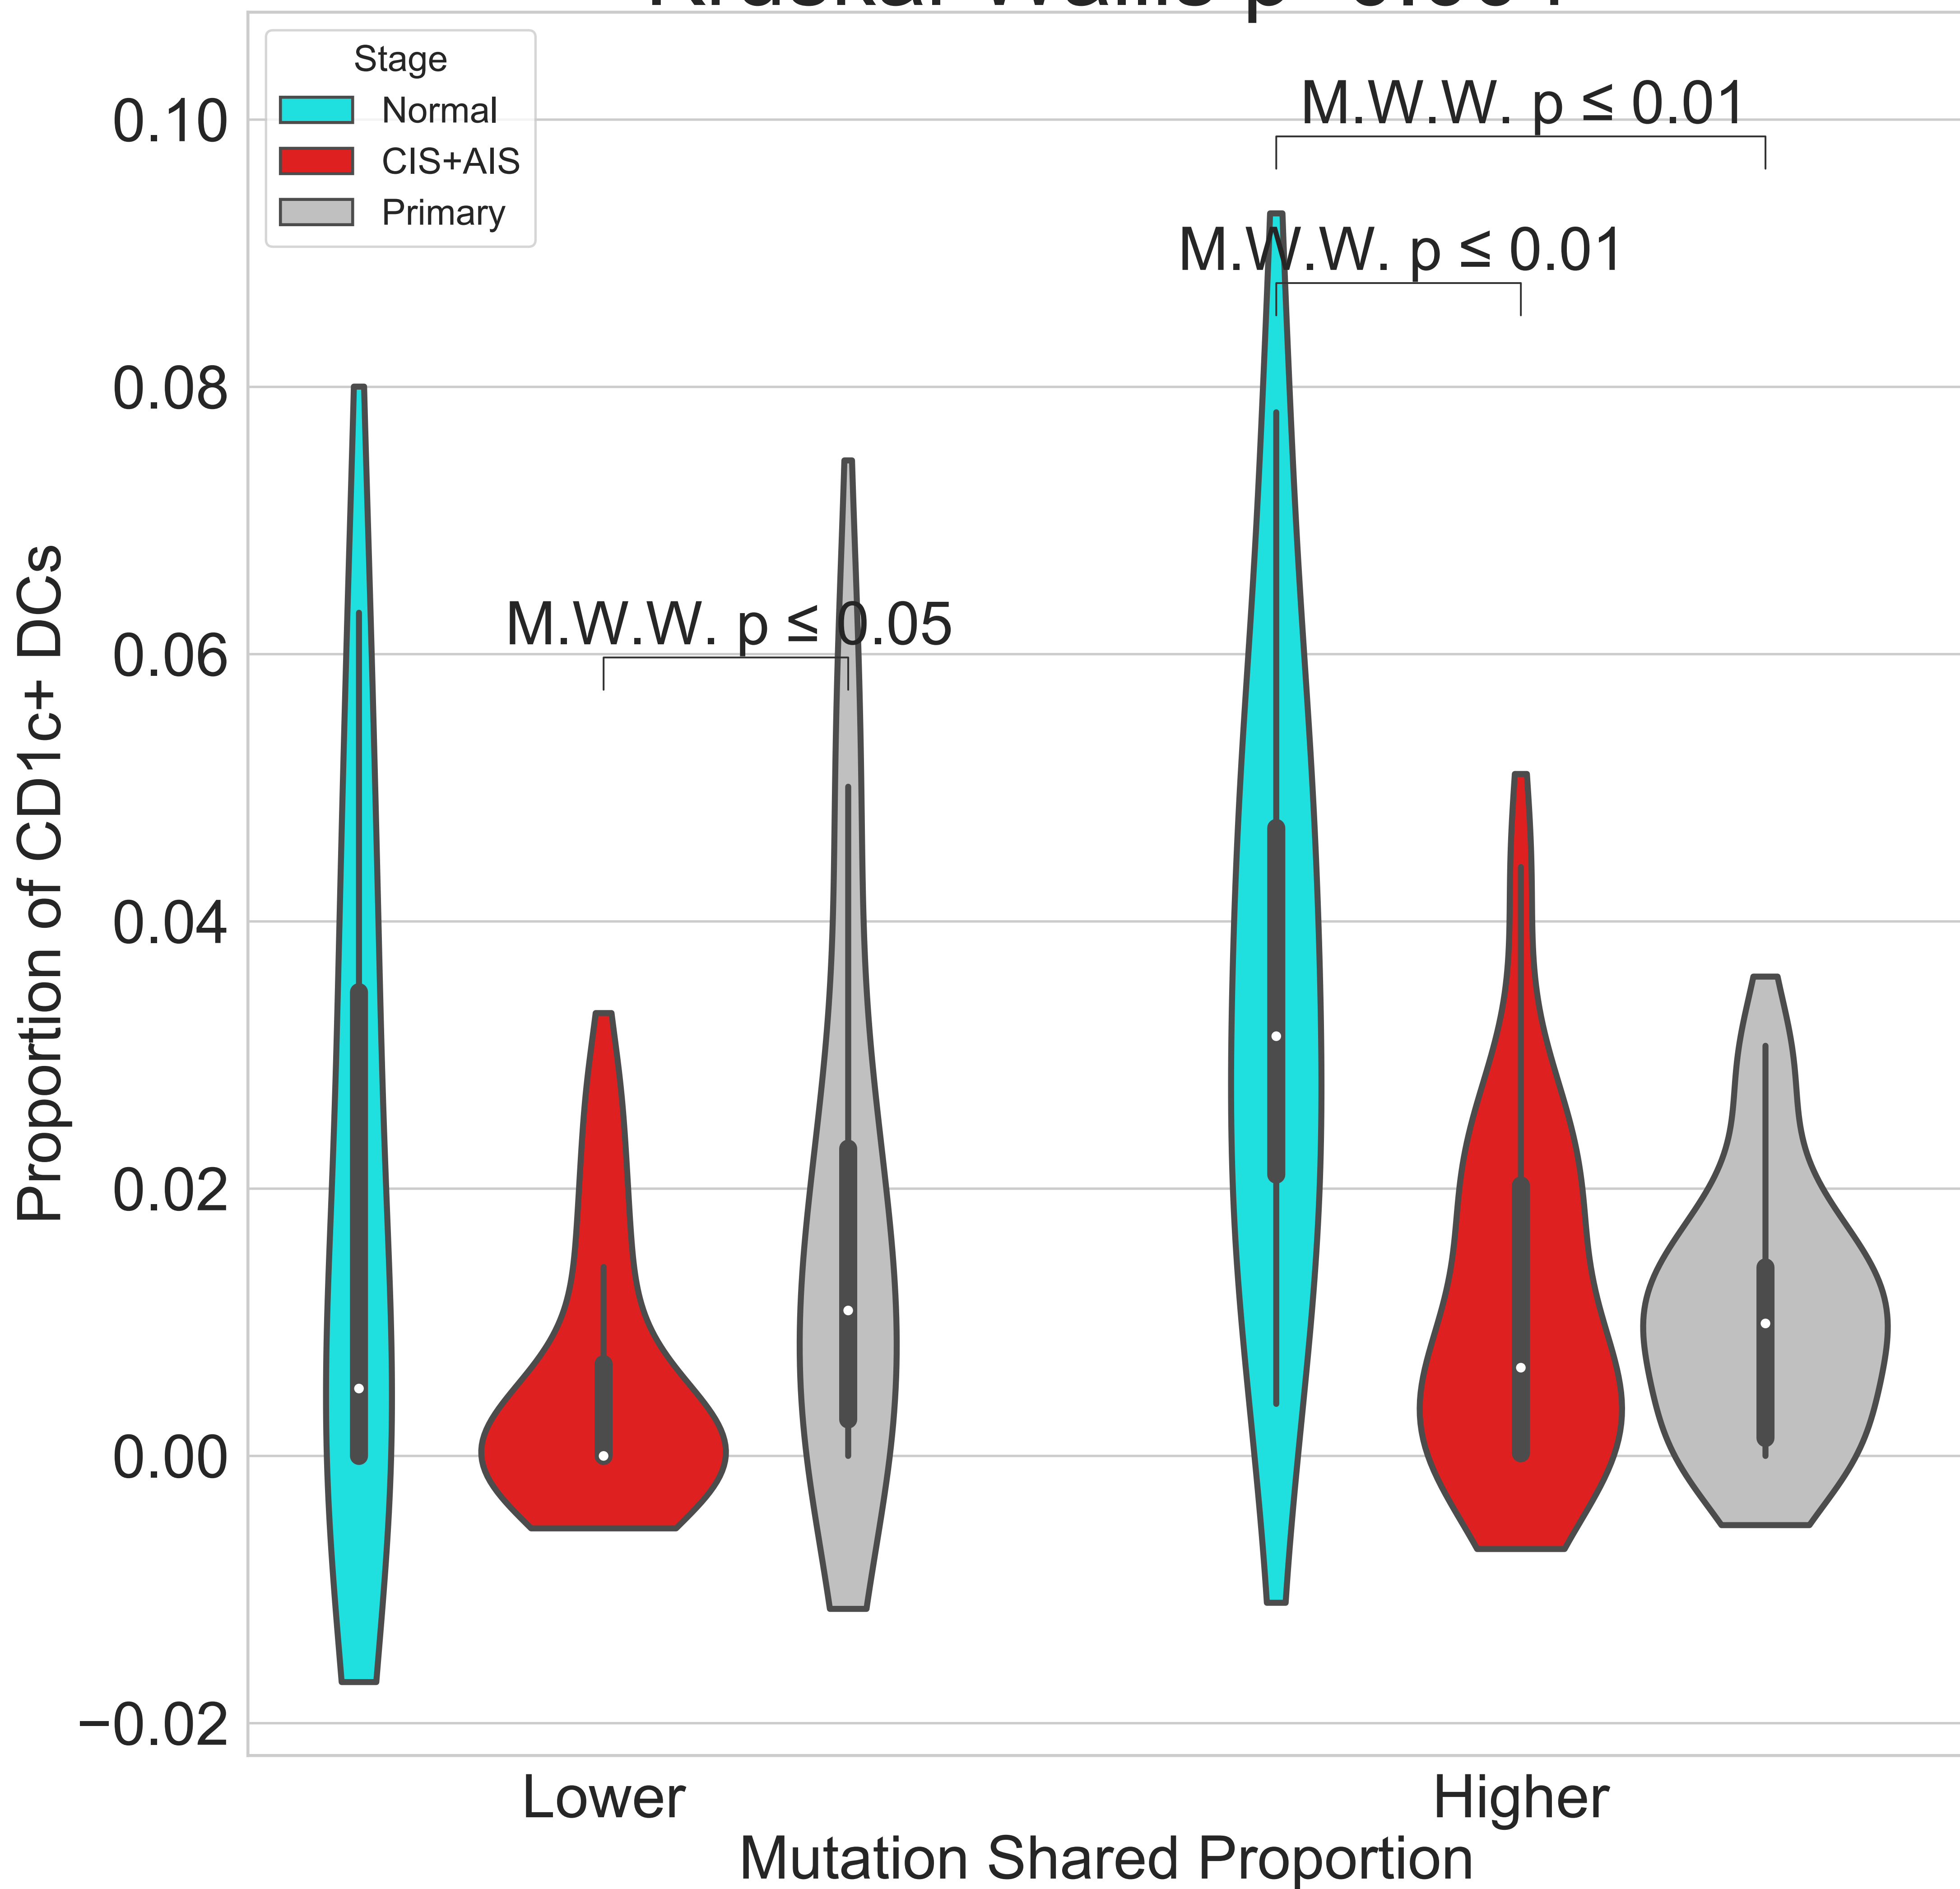 Stage
Normal
CIS+AIS
Primary
M.W.W. p ≤ 0.01
M.W.W. p ≤ 0.01
M.W.W. p ≤ 0.05
0.10
0.08
0.06
0.04
0.02
0.00
−0.02
Proportion of CD1c+ DCs
Lower
Higher
Mutation Shared Proportion